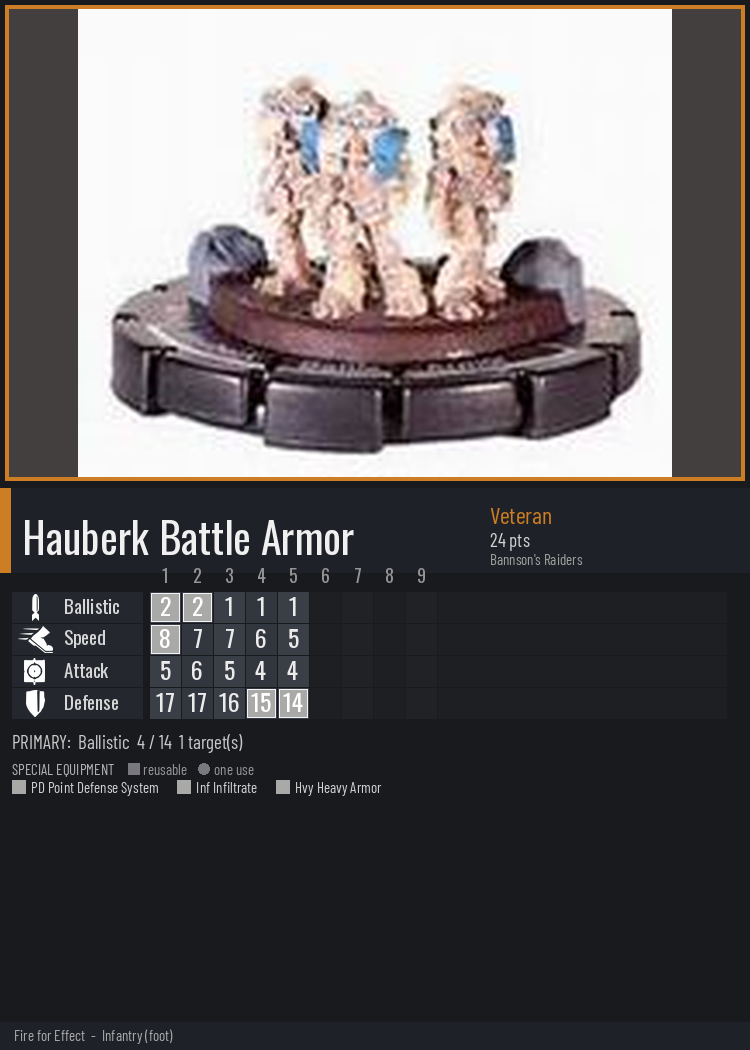 Hauberk Battle Armor
Veteran
24 pts
Bannson's Raiders
1 2 3 4 5 6 7 8 9
Ballistic 2 2 1 1 1
Speed 8 7 7 6 5
Attack 5 6 5 4 4
Defense 17 17 16 15 14
PRIMARY: Ballistic 4 / 14 1 target(s)
SPECIAL EQUIPMENT reusable one use
PD Point Defense System Inf Infiltrate Hvy Heavy Armor
Fire for Effect - Infantry (foot)